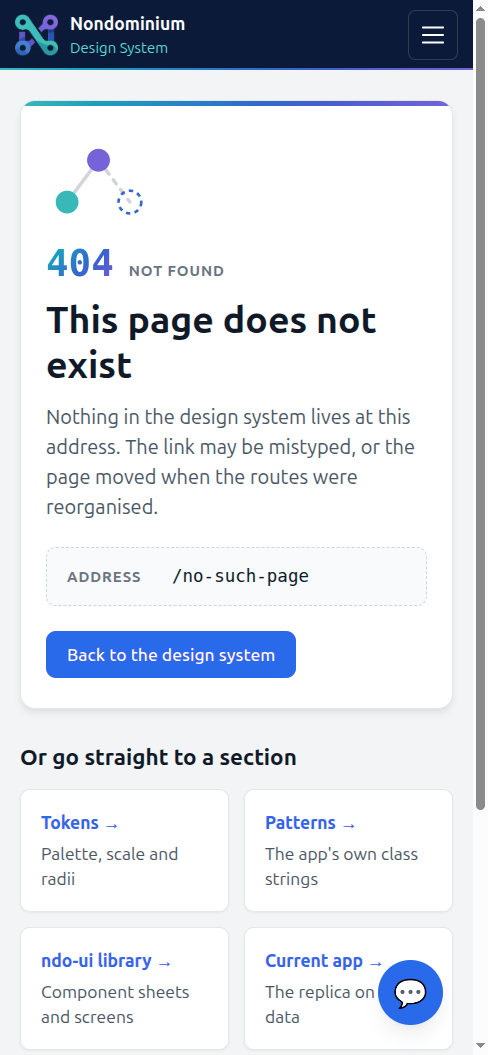 Nondominium
Design System
404 NOT FOUND
This page does not
exist
Nothing in the design system lives at this
address. The link may be mistyped, or the
page moved when the routes were
reorganised.
ADDRESS /no-such-page
Back to the design system
Or go straight to a section
Tokens →
Palette, scale and
radii
Patterns →
The app's own class
strings
ndo-ui library →
Component sheets
and screens
Current app →
The replica on
data